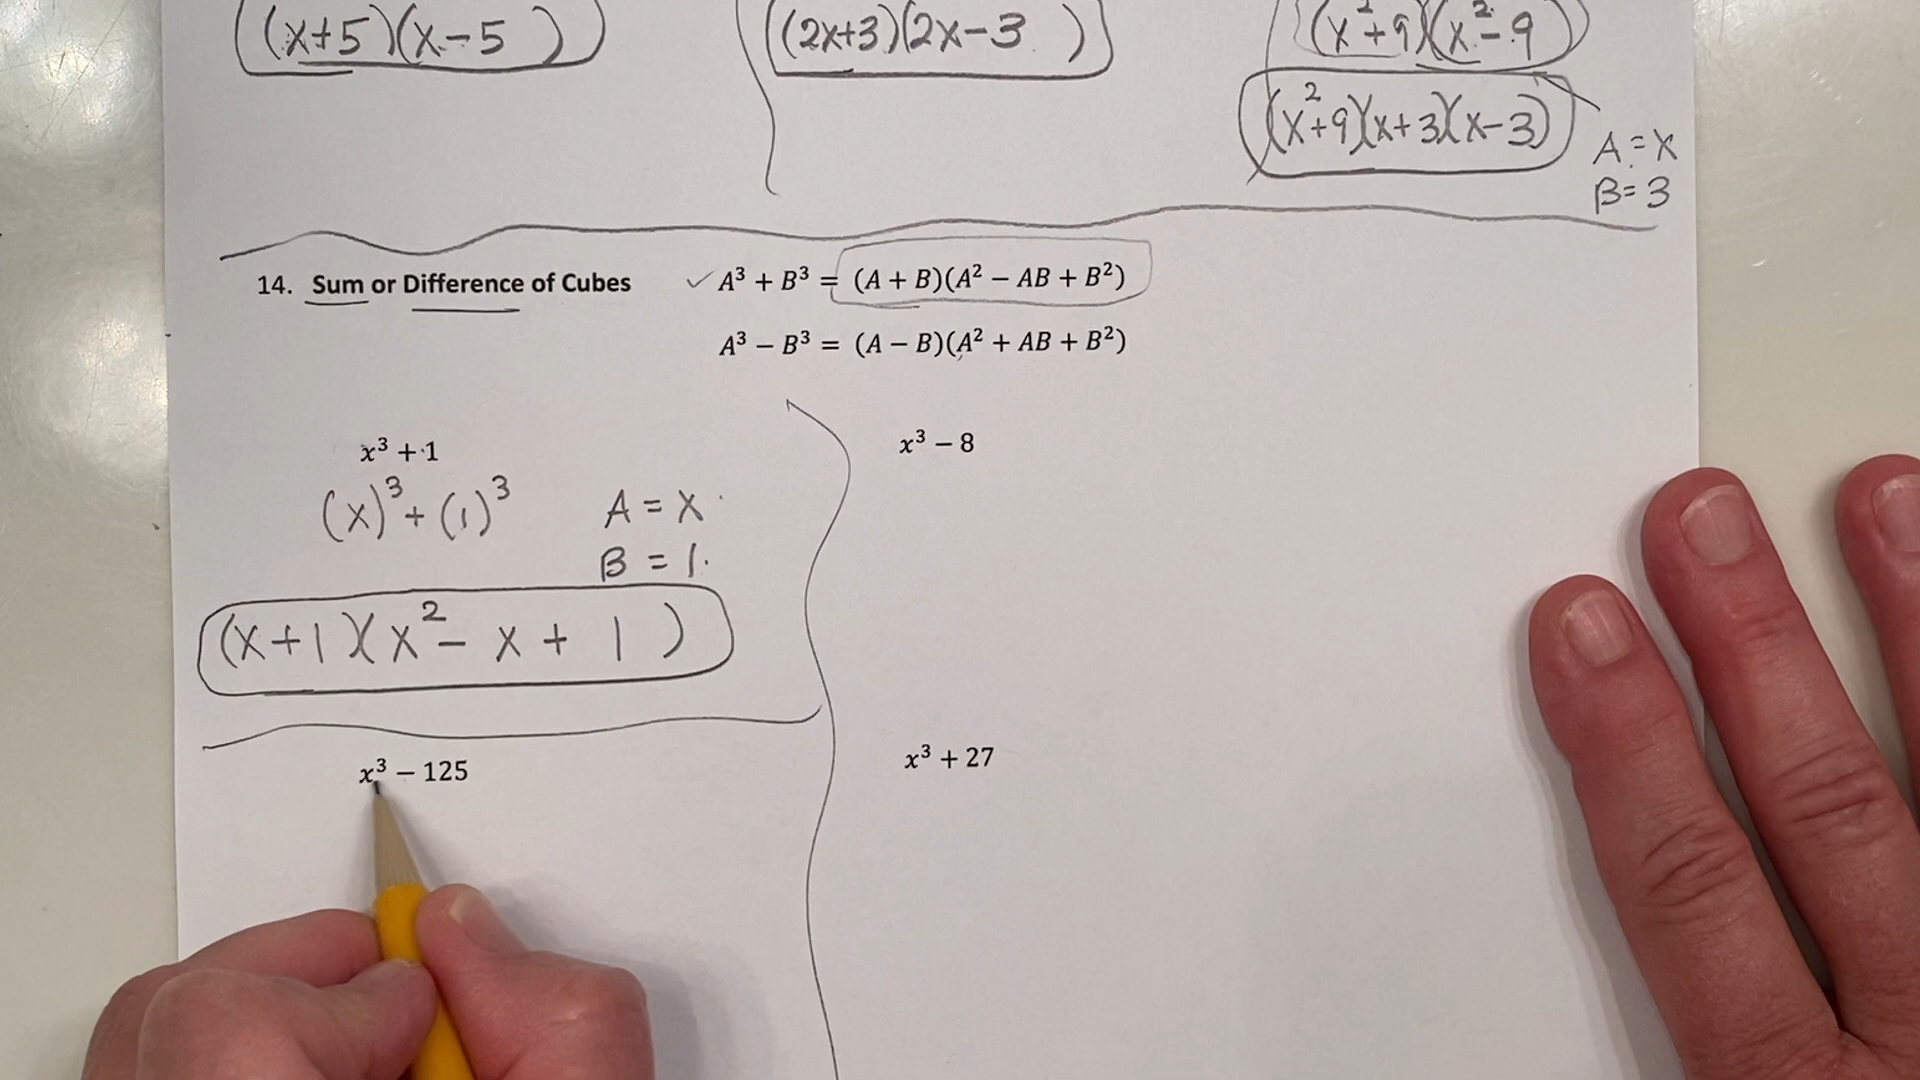 (x+5)(x-5)
(2x+3)(2x-3)
(x²+9)(x²-9)
(x²+9)(x+3)(x-3)
A=x
B=3
14. Sum or Difference of Cubes
✓ A³ + B³ = (A + B)(A² − AB + B²)
A³ − B³ = (A − B)(A² + AB + B²)
x³ + 1
(x)³+(1)³
A = x
B = 1
(x+1)(x²- x + 1)
x³ − 8
x³ − 125
x³ + 27